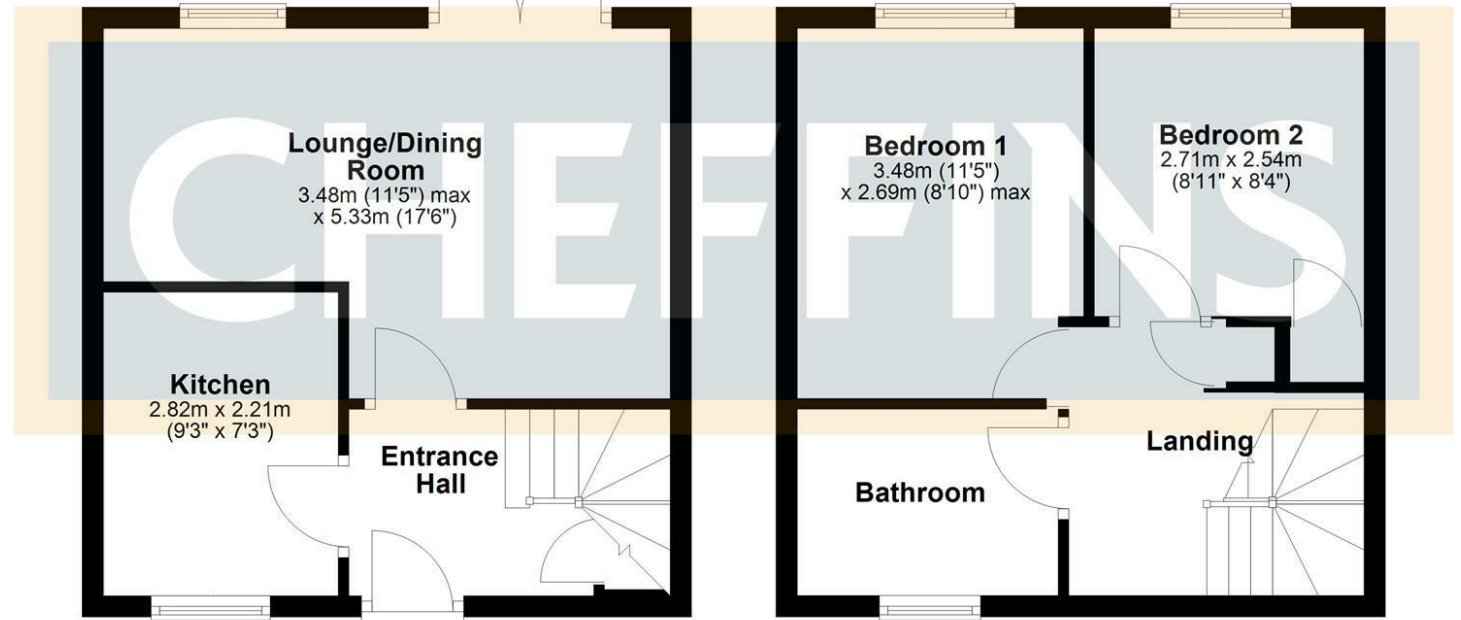 CHEFFINS
Lounge/Dining
Room
3.48m (11'5") max
x 5.33m (17'6")
Kitchen
2.82m x 2.21m
(9'3" x 7'3")
Entrance
Hall
Bedroom 1
3.48m (11'5")
x 2.69m (8'10") max
Bedroom 2
2.71m x 2.54m
(8'11" x 8'4")
Landing
Bathroom